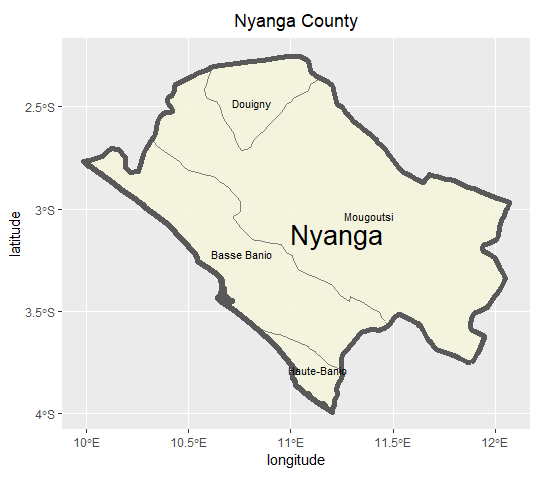 Nyanga County
Douigny
Mougoutsi
Nyanga
Basse Banio
Haute-Banio
2.5°S
3°S
3.5°S
4°S
latitude
10°E
10.5°E
11°E
11.5°E
12°E
longitude